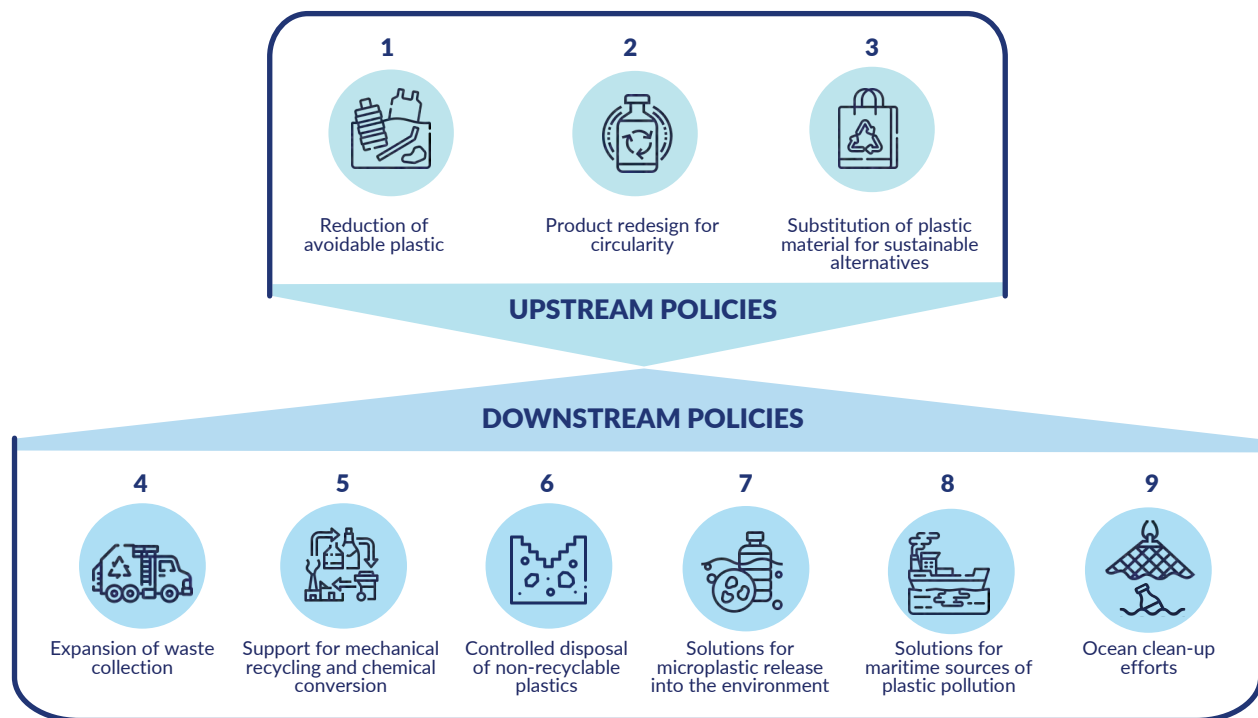 1
Reduction of
avoidable plastic
2
Product redesign for
circularity
3
Substitution of plastic
material for sustainable
alternatives
UPSTREAM POLICIES
DOWNSTREAM POLICIES
4
Expansion of waste
collection
5
Support for mechanical
recycling and chemical
conversion
6
Controlled disposal
of non-recyclable
plastics
7
Solutions for
microplastic release
into the environment
8
Solutions for
maritime sources of
plastic pollution
9
Ocean clean-up
efforts